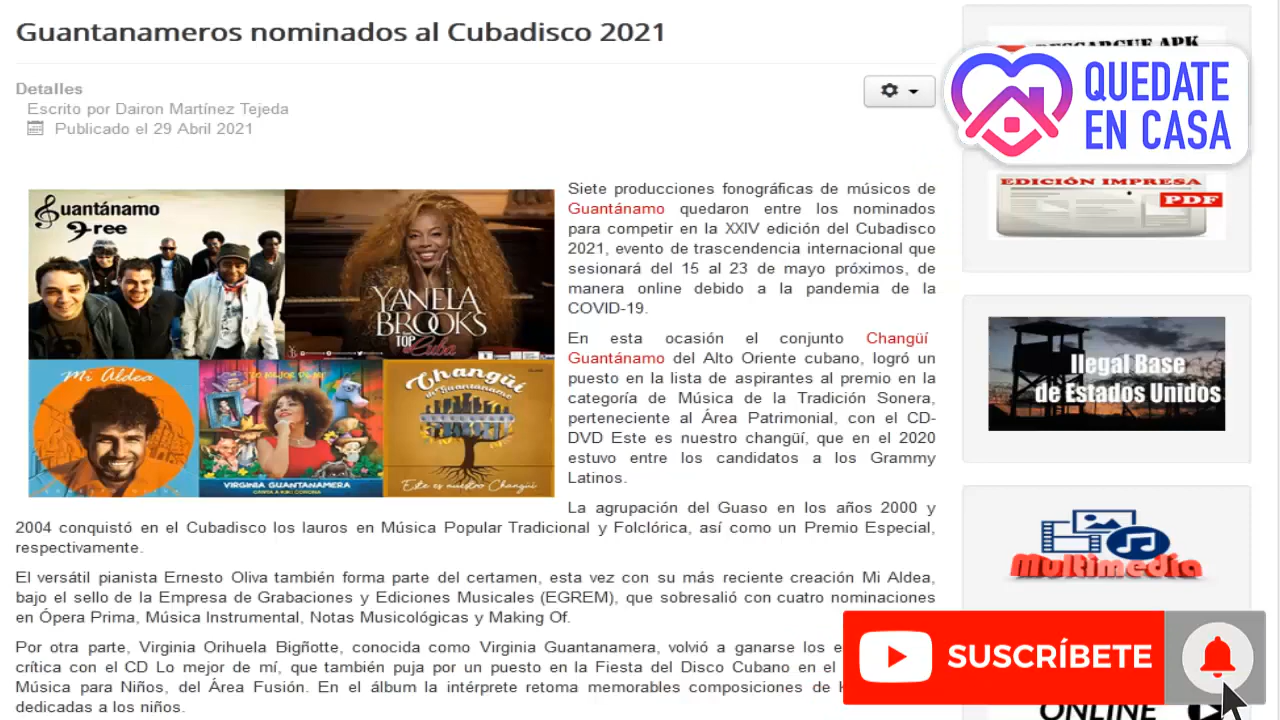 Guantanameros nominados al Cubadisco 2021
Detalles
Escrito por Dairon Martínez Tejeda
Publicado el 29 Abril 2021
Guantánamo
9-ree
YANELA
BROOKS
TOP
Cuba
Mi Aldea
LO MEJOR DE MÍ
VIRGINIA GUANTANAMERA
Changüí
de Guantánamo
Este es nuestro Changüí
Siete producciones fonográficas de músicos de
Guantánamo quedaron entre los nominados
para competir en la XXIV edición del Cubadisco
2021, evento de trascendencia internacional que
sesionará del 15 al 23 de mayo próximos, de
manera online debido a la pandemia de la
COVID-19.
En esta ocasión el conjunto Changüí
Guantánamo del Alto Oriente cubano, logró un
puesto en la lista de aspirantes al premio en la
categoría de Música de la Tradición Sonera,
perteneciente al Área Patrimonial, con el CD-
DVD Este es nuestro changüí, que en el 2020
estuvo entre los candidatos a los Grammy
Latinos.
La agrupación del Guaso en los años 2000 y
2004 conquistó en el Cubadisco los lauros en Música Popular Tradicional y Folclórica, así como un Premio Especial,
respectivamente.
El versátil pianista Ernesto Oliva también forma parte del certamen, esta vez con su más reciente creación Mi Aldea,
bajo el sello de la Empresa de Grabaciones y Ediciones Musicales (EGREM), que sobresalió con cuatro nominaciones
en Ópera Prima, Música Instrumental, Notas Musicológicas y Making Of.
Por otra parte, Virginia Orihuela Bigñotte, conocida como Virginia Guantanamera, volvió a ganarse los
crítica con el CD Lo mejor de mí, que también puja por un puesto en la Fiesta del Disco Cubano en el
Música para Niños, del Área Fusión. En el álbum la intérprete retoma memorables composiciones de
dedicadas a los niños.
DESCARGUE APK
QUEDATE
EN CASA
EDICIÓN IMPRESA
PDF
Ilegal Base
de Estados Unidos
Multimedia
SUSCRÍBETE
ONLINE